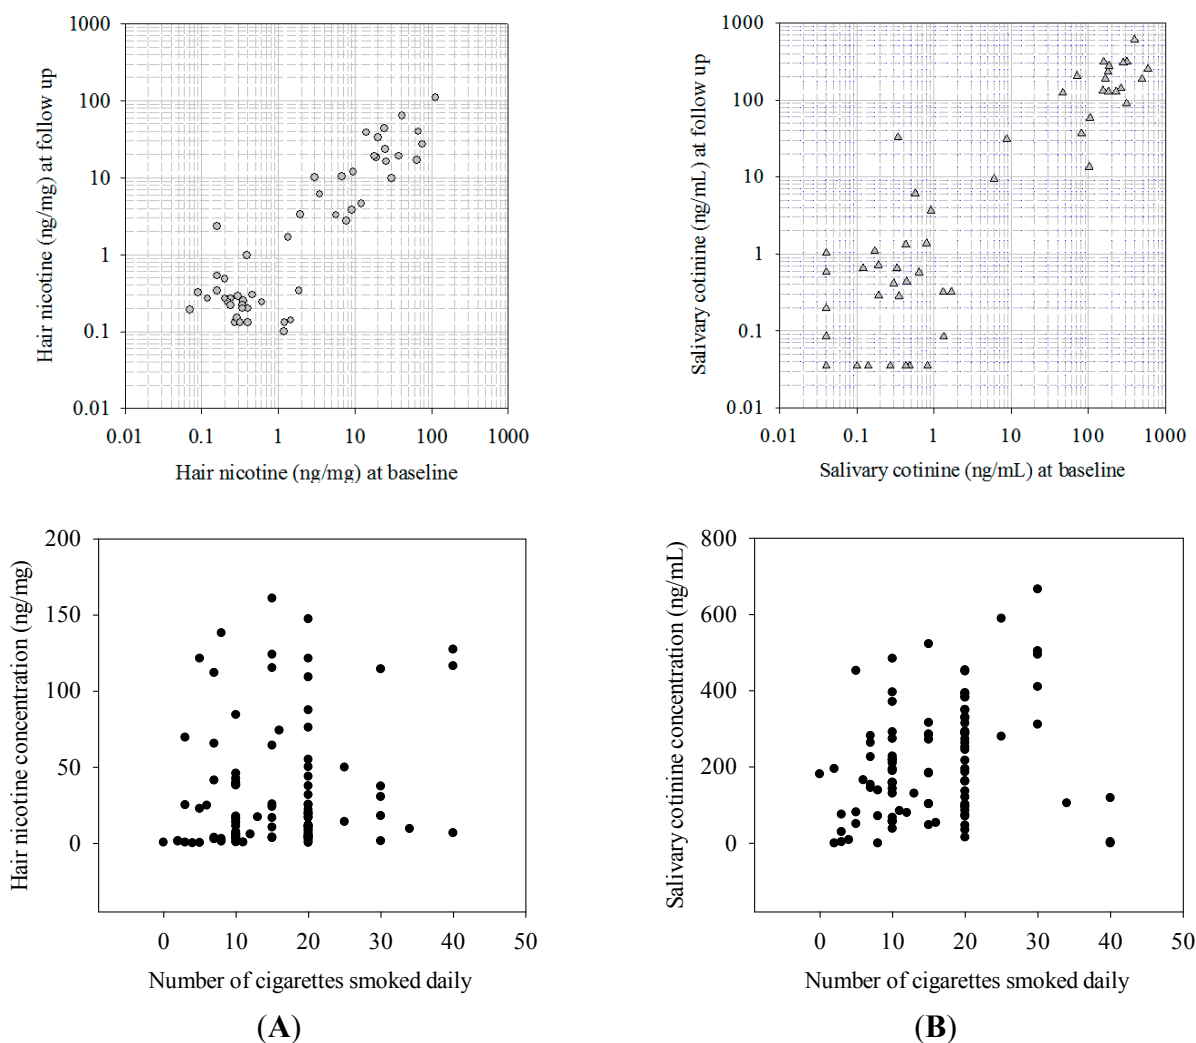 1000
100
10
1
0.1
0.01
0.01 0.1 1 10 100 1000
Hair nicotine (ng/mg) at follow up
Hair nicotine (ng/mg) at baseline
1000
100
10
1
0.1
0.01
0.01 0.1 1 10 100 1000
Salivary cotinine (ng/mL) at follow up
Salivary cotinine (ng/mL) at baseline
200
150
100
50
0
0 10 20 30 40 50
Hair nicotine concentration (ng/mg)
Number of cigarettes smoked daily
(A)
800
600
400
200
0
0 10 20 30 40 50
Salivary cotinine concentration (ng/mL)
Number of cigarettes smoked daily
(B)